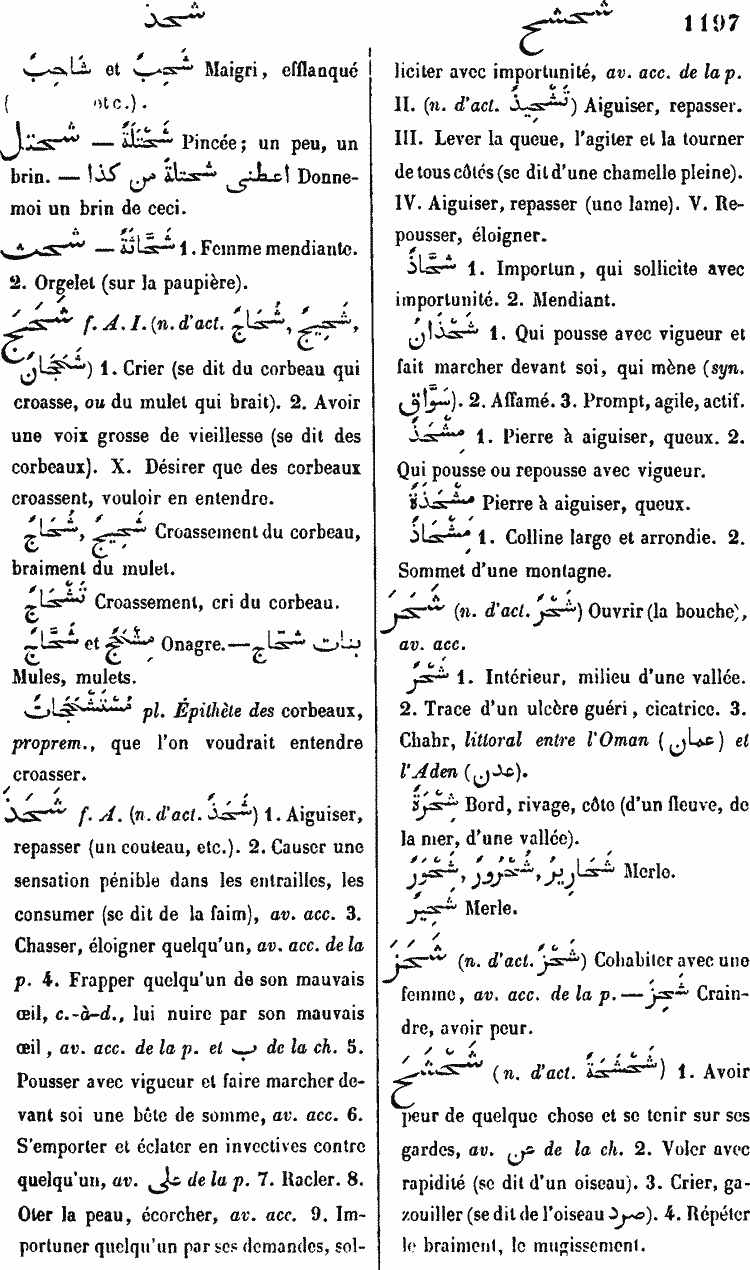 شحذ
شحشح
1197
شَحِبٌ et شَاحِبٌ Maigri, efflanqué
( etc.).
شحتل — شَحْتَلَةٌ Pincée; un peu, un
brin. — اعطنى شحتلة من كذا Donne-
moi un brin de ceci.
شحث — شَحَّاثَةٌ 1. Femme mendiante.
2. Orgelet (sur la paupière).
شَحَجَ f. A. I. (n. d'act. شُحَاجٌ, شَحِيجٌ,
شَحَجَانٌ) 1. Crier (se dit du corbeau qui
croasse, ou du mulet qui brait). 2. Avoir
une voix grosse de vieillesse (se dit des
corbeaux). X. Désirer que des corbeaux
croassent, vouloir en entendre.
شَحِيجٌ, شُحَاجٌ Croassement du corbeau,
braiment du mulet.
تَشْحَاجٌ Croassement, cri du corbeau.
شَحَّاجٌ et مِشْحَجٌ Onagre. — بنات شحّاج
Mules, mulets.
مُسْتَشْحَجَاتٌ pl. Épithète des corbeaux,
proprem., que l'on voudrait entendre
croasser.
شَحَذَ f. A. (n. d'act. شَحْذٌ) 1. Aiguiser,
repasser (un couteau, etc.). 2. Causer une
sensation pénible dans les entrailles, les
consumer (se dit de la faim), av. acc. 3.
Chasser, éloigner quelqu'un, av. acc. de la
p. 4. Frapper quelqu'un de son mauvais
œil, c.-à-d., lui nuire par son mauvais
œil, av. acc. de la p. et ب de la ch. 5.
Pousser avec vigueur et faire marcher de-
vant soi une bête de somme, av. acc. 6.
S'emporter et éclater en invectives contre
quelqu'un, av. على de la p. 7. Racler. 8.
Oter la peau, écorcher, av. acc. 9. Im-
portuner quelqu'un par ses demandes, sol-
liciter avec importunité, av. acc. de la p.
II. (n. d'act. تَشْحِيذٌ) Aiguiser, repasser.
III. Lever la queue, l'agiter et la tourner
de tous côtés (se dit d'une chamelle pleine).
IV. Aiguiser, repasser (une lame). V. Re-
pousser, éloigner.
شَحَّاذٌ 1. Importun, qui sollicite avec
importunité. 2. Mendiant.
شَحْذَانٌ 1. Qui pousse avec vigueur et
fait marcher devant soi, qui mène (syn.
سَوَّاق). 2. Affamé. 3. Prompt, agile, actif.
مِشْحَذٌ 1. Pierre à aiguiser, queux. 2.
Qui pousse ou repousse avec vigueur.
مِشْحَذَةٌ Pierre à aiguiser, queux.
مِشْحَاذٌ 1. Colline large et arrondie. 2.
Sommet d'une montagne.
شَحَرَ (n. d'act. شَحْرٌ) Ouvrir (la bouche),
av. acc.
شَحْرٌ 1. Intérieur, milieu d'une vallée.
2. Trace d'un ulcère guéri, cicatrice. 3.
Chahr, littoral entre l'Oman (عمان) et
l'Aden (عدن).
شَحْرَةٌ Bord, rivage, côte (d'un fleuve, de
la mer, d'une vallée).
شَحَارِيرُ, شُحْرُورٌ, شَحْوَرٌ Merle.
شَحِيرٌ Merle.
شَحَزَ (n. d'act. شَحْزٌ) Cohabiter avec une
femme, av. acc. de la p. — شَحِزَ Crain-
dre, avoir peur.
شَحْشَحَ (n. d'act. شَحْشَحَةٌ) 1. Avoir
peur de quelque chose et se tenir sur ses
gardes, av. عن de la ch. 2. Voler avec
rapidité (se dit d'un oiseau). 3. Crier, ga-
zouiller (se dit de l'oiseau صرد). 4. Répéter
le braiment, le mugissement.